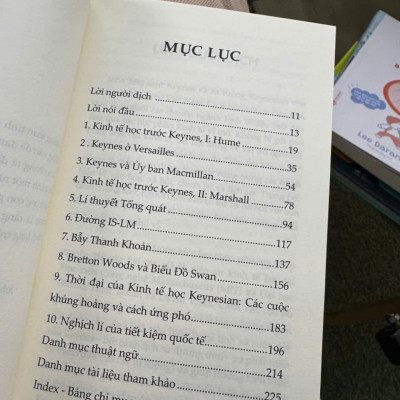 MỤC LỤC
Lời người dịch 11
Lời nói đầu 13
1. Kinh tế học trước Keynes, I: Hume 19
2 . Keynes ở Versailles 35
3. Keynes và Ủy ban Macmillan. 54
4. Kinh tế học trước Keynes, II: Marshall 78
5. Lí thuyết Tổng quát 94
6. Đường IS-LM 117
7. Bẫy Thanh Khoản 137
8. Bretton Woods và Biểu Đồ Swan 156
9. Thời đại của Kinh tế học Keynesian: Các cuộc
khủng hoảng và cách ứng phó 183
10. Nghịch lí của tiết kiệm quốc tế 196
Danh mục thuật ngữ 214
Danh mục tài liệu tham khảo 225
Index - Bảng chỉ mục
Lee